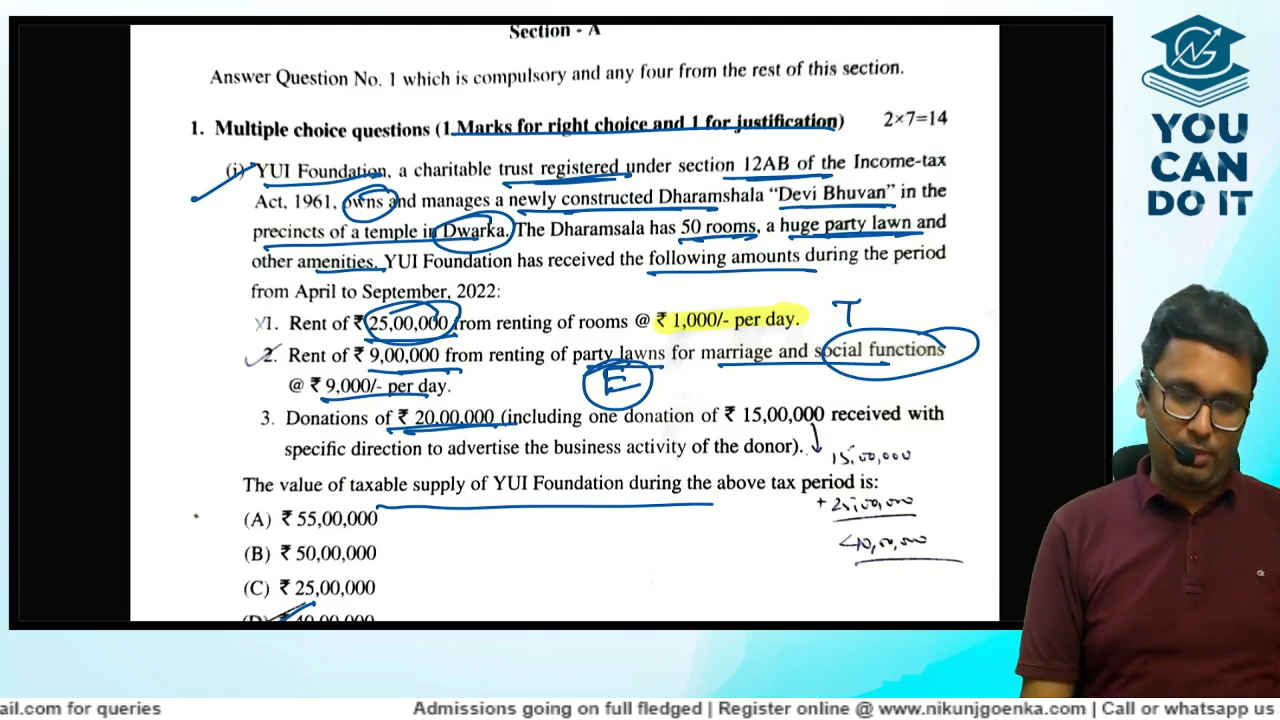 Section - A
Answer Question No. 1 which is compulsory and any four from the rest of this section.
1. Multiple choice questions (1 Marks for right choice and 1 for justification) 2×7=14
(i) YUI Foundation, a charitable trust registered under section 12AB of the Income-tax
Act, 1961, owns and manages a newly constructed Dharamshala “Devi Bhuvan” in the
precincts of a temple in Dwarka. The Dharamsala has 50 rooms, a huge party lawn and
other amenities. YUI Foundation has received the following amounts during the period
from April to September, 2022:
1. Rent of ₹ 25,00,000 from renting of rooms @ ₹ 1,000/- per day.
T
2. Rent of ₹ 9,00,000 from renting of party lawns for marriage and social functions
@ ₹ 9,000/- per day.
E
3. Donations of ₹ 20,00,000 (including one donation of ₹ 15,00,000 received with
specific direction to advertise the business activity of the donor).
15,00,000
The value of taxable supply of YUI Foundation during the above tax period is:
+ 25,00,000
40,00,000
(A) ₹ 55,00,000
(B) ₹ 50,00,000
(C) ₹ 25,00,000
(D) ₹ 40,00,000
NG
YOU
CAN
DO IT
ck
ail.com for queries
Admissions going on full fledged | Register online @ www.nikunjgoenka.com | Call or whatsapp us